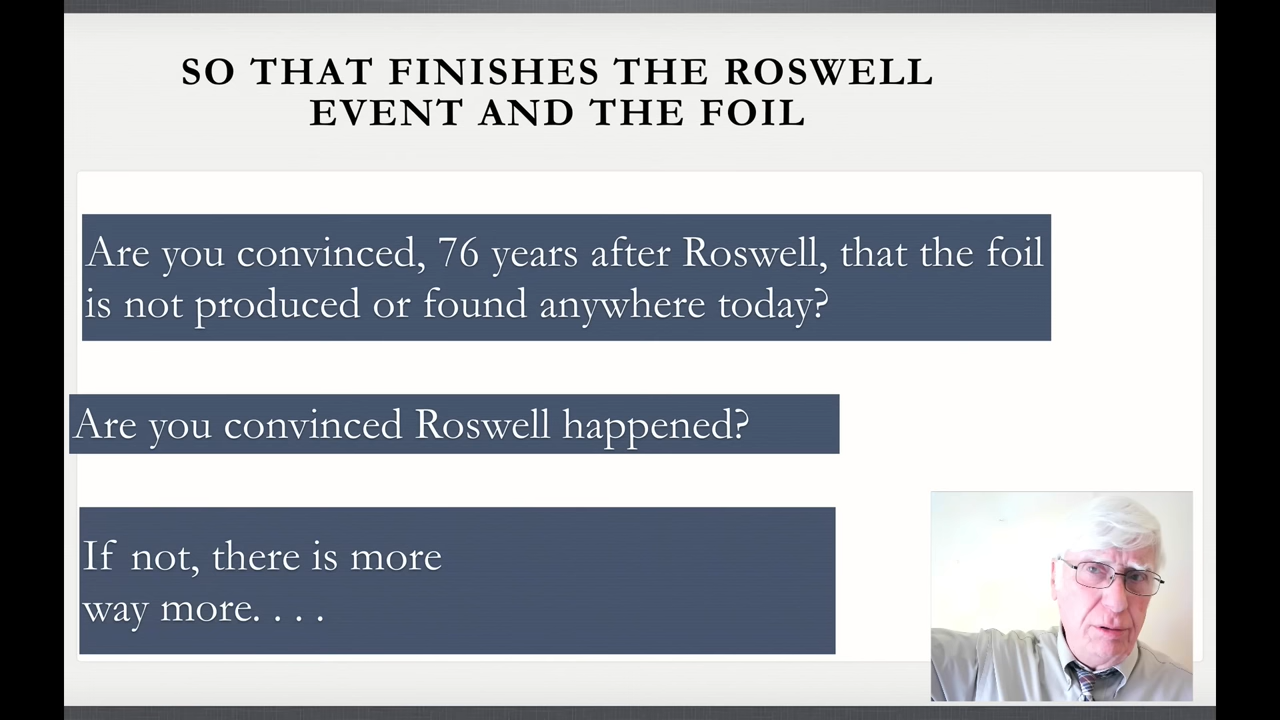 SO THAT FINISHES THE ROSWELL
EVENT AND THE FOIL
Are you convinced, 76 years after Roswell, that the foil
is not produced or found anywhere today?
Are you convinced Roswell happened?
If not, there is more
way more. . . .